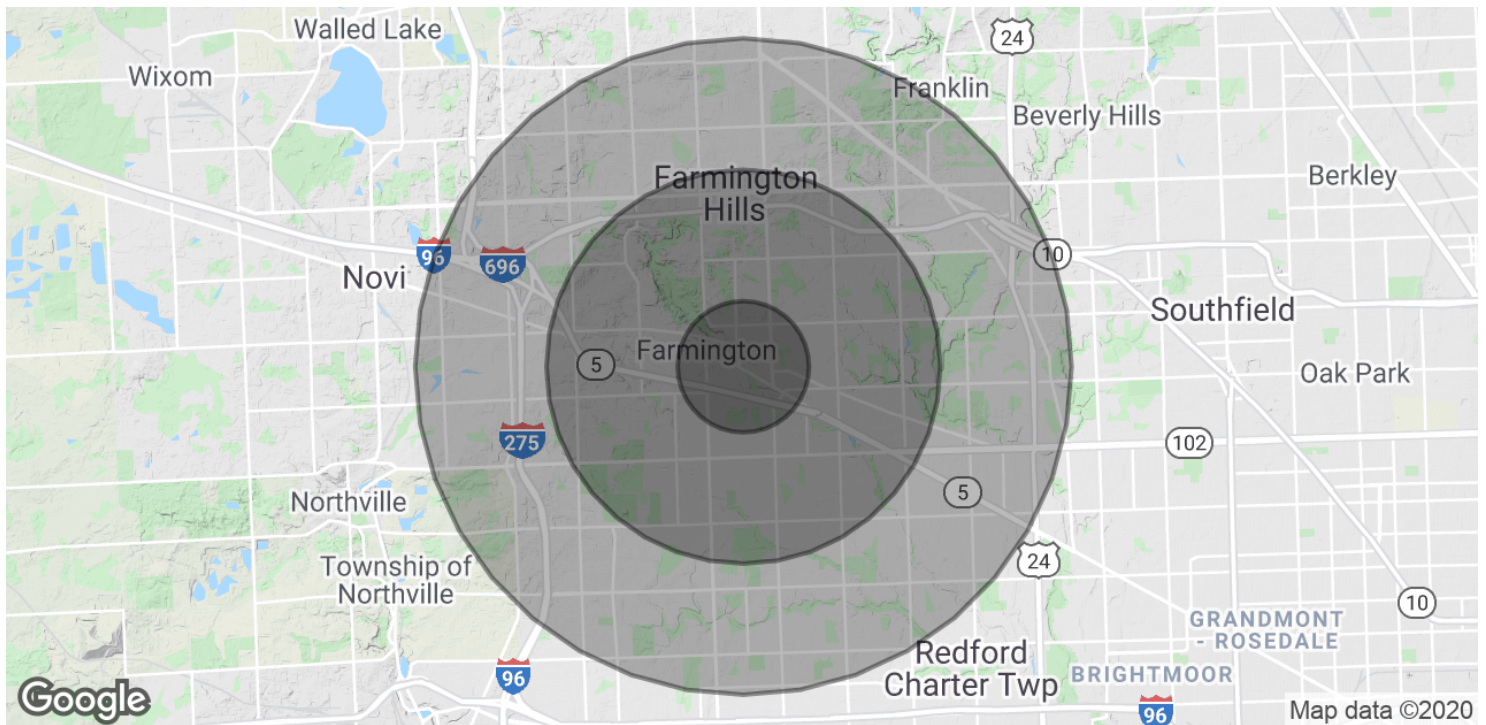 Walled Lake
24
Wixom
Franklin
Beverly Hills
Farmington
Hills
Berkley
96
696
10
Novi
Southfield
Farmington
5
Oak Park
275
102
Northville
5
Township of
Northville
24
10
GRANDMONT
- ROSEDALE
Redford
Charter Twp
BRIGHTMOOR
96
96
Google
Map data ©2020